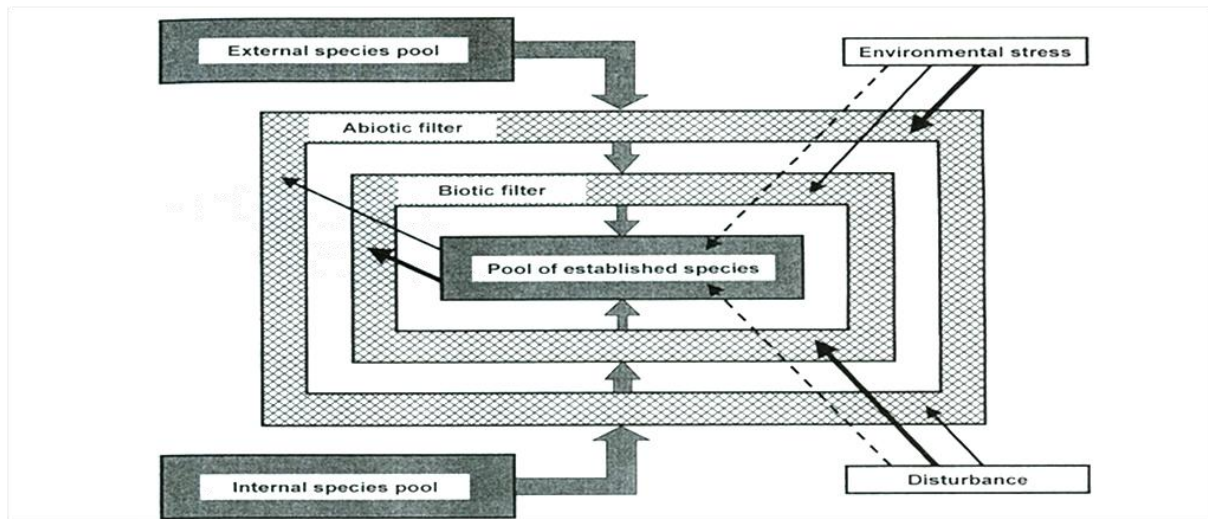 External species pool
Environmental stress
Abiotic filter
Biotic filter
Pool of established species
Internal species pool
Disturbance